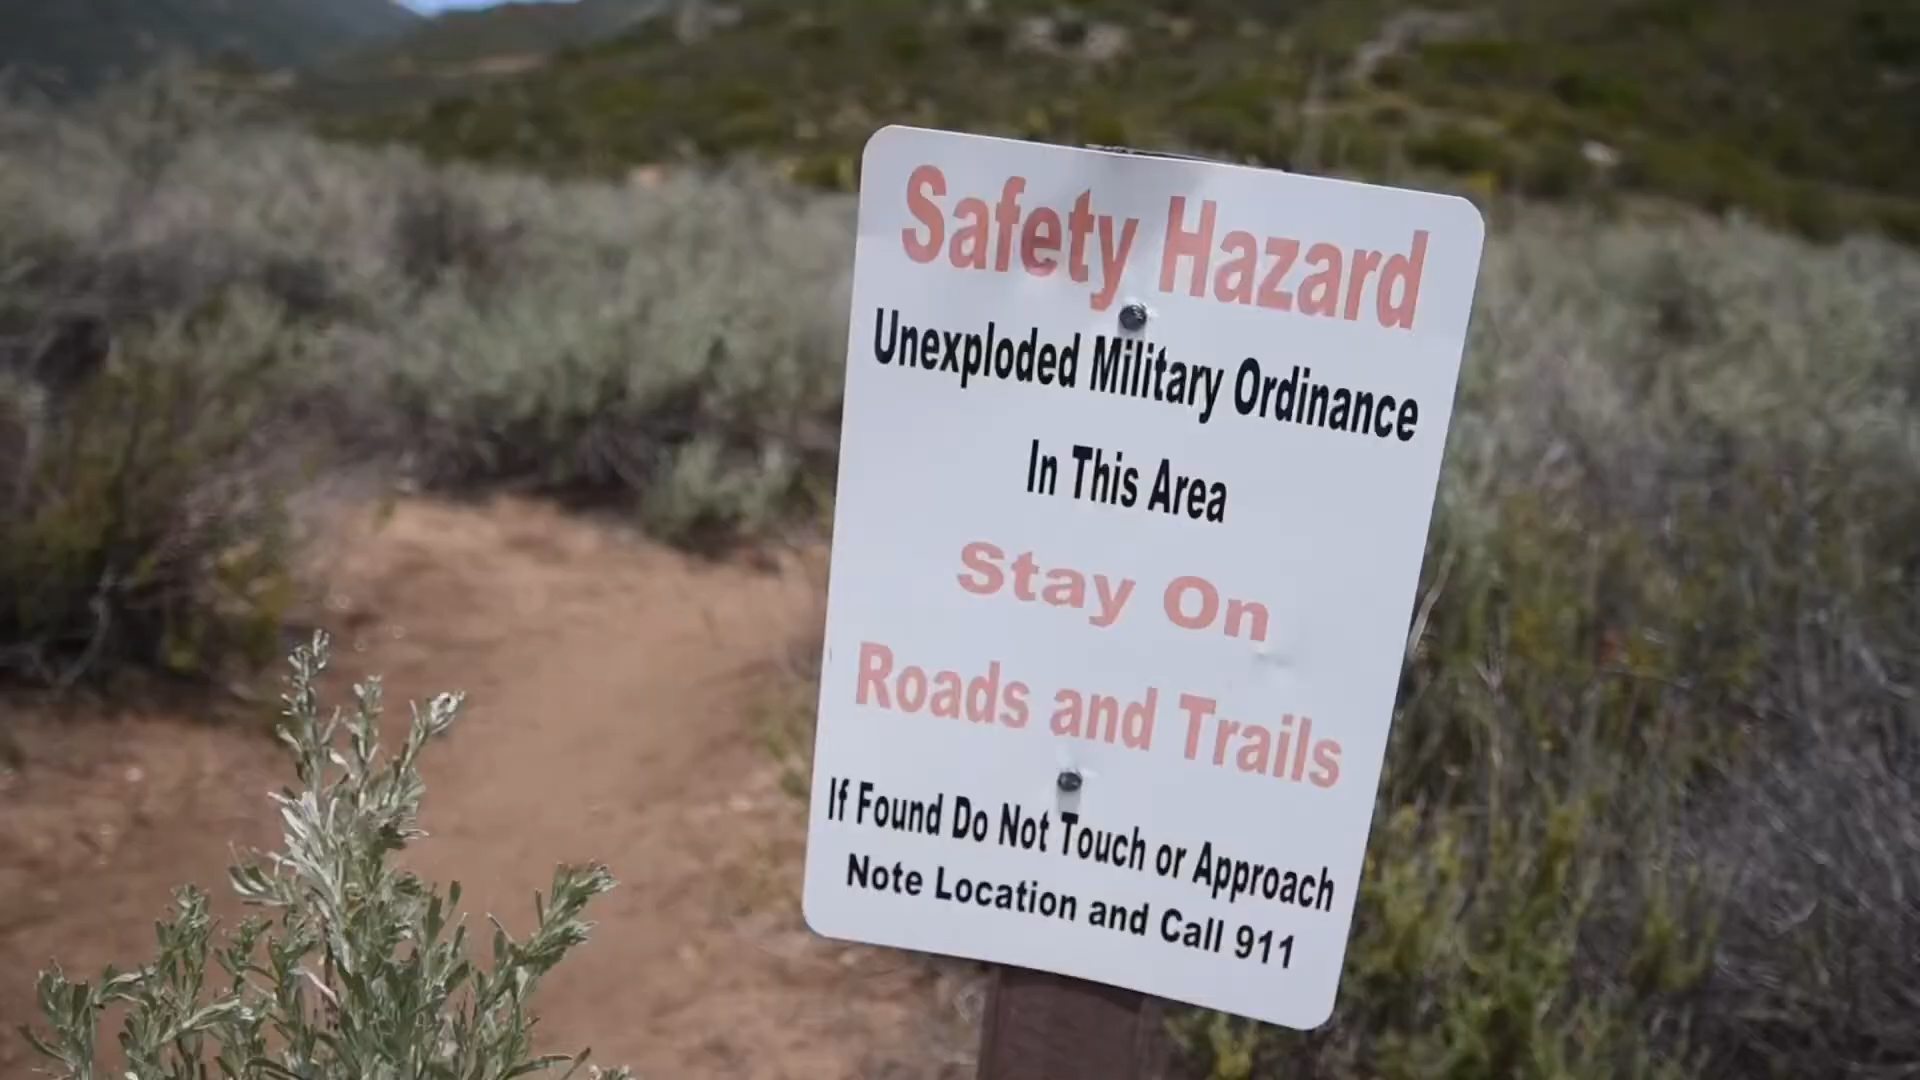 Safety Hazard
Unexploded Military Ordinance
In This Area
Stay On
Roads and Trails
If Found Do Not Touch or Approach
Note Location and Call 911